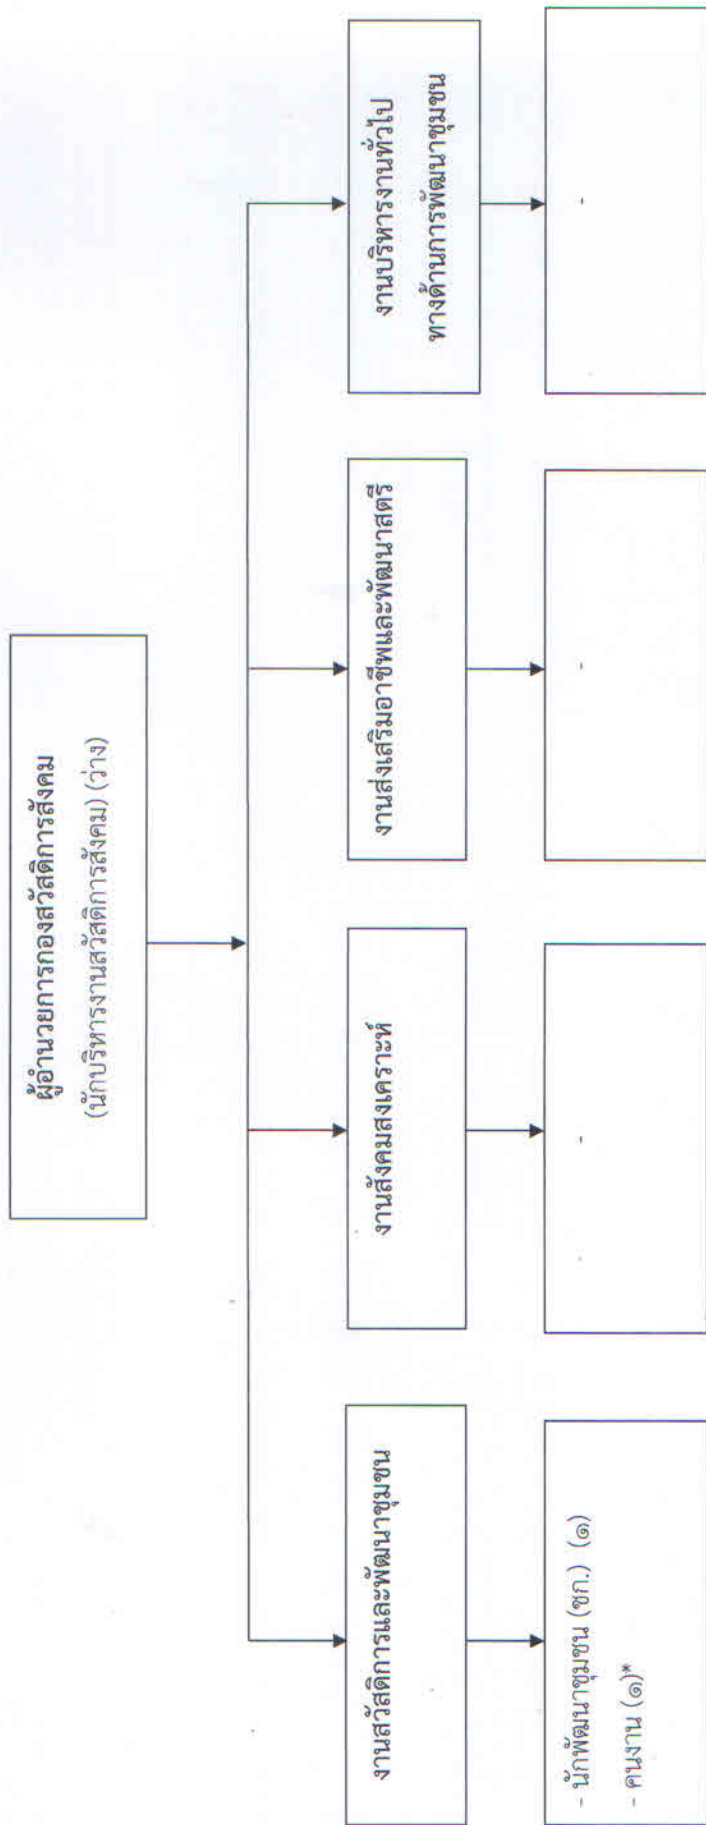 ผู้อำนวยการกองสวัสดิการสังคม
(นักบริหารงานสวัสดิการสังคม) (ว่าง)
งานสวัสดิการและพัฒนาชุมชน
งานสังคมสงเคราะห์
งานส่งเสริมอาชีพและพัฒนาสตรี
งานบริหารงานทั่วไป
ทางด้านการพัฒนาชุมชน
- นักพัฒนาชุมชน (ชก.) (๑)
- คนงาน (๑)*
-
-
-